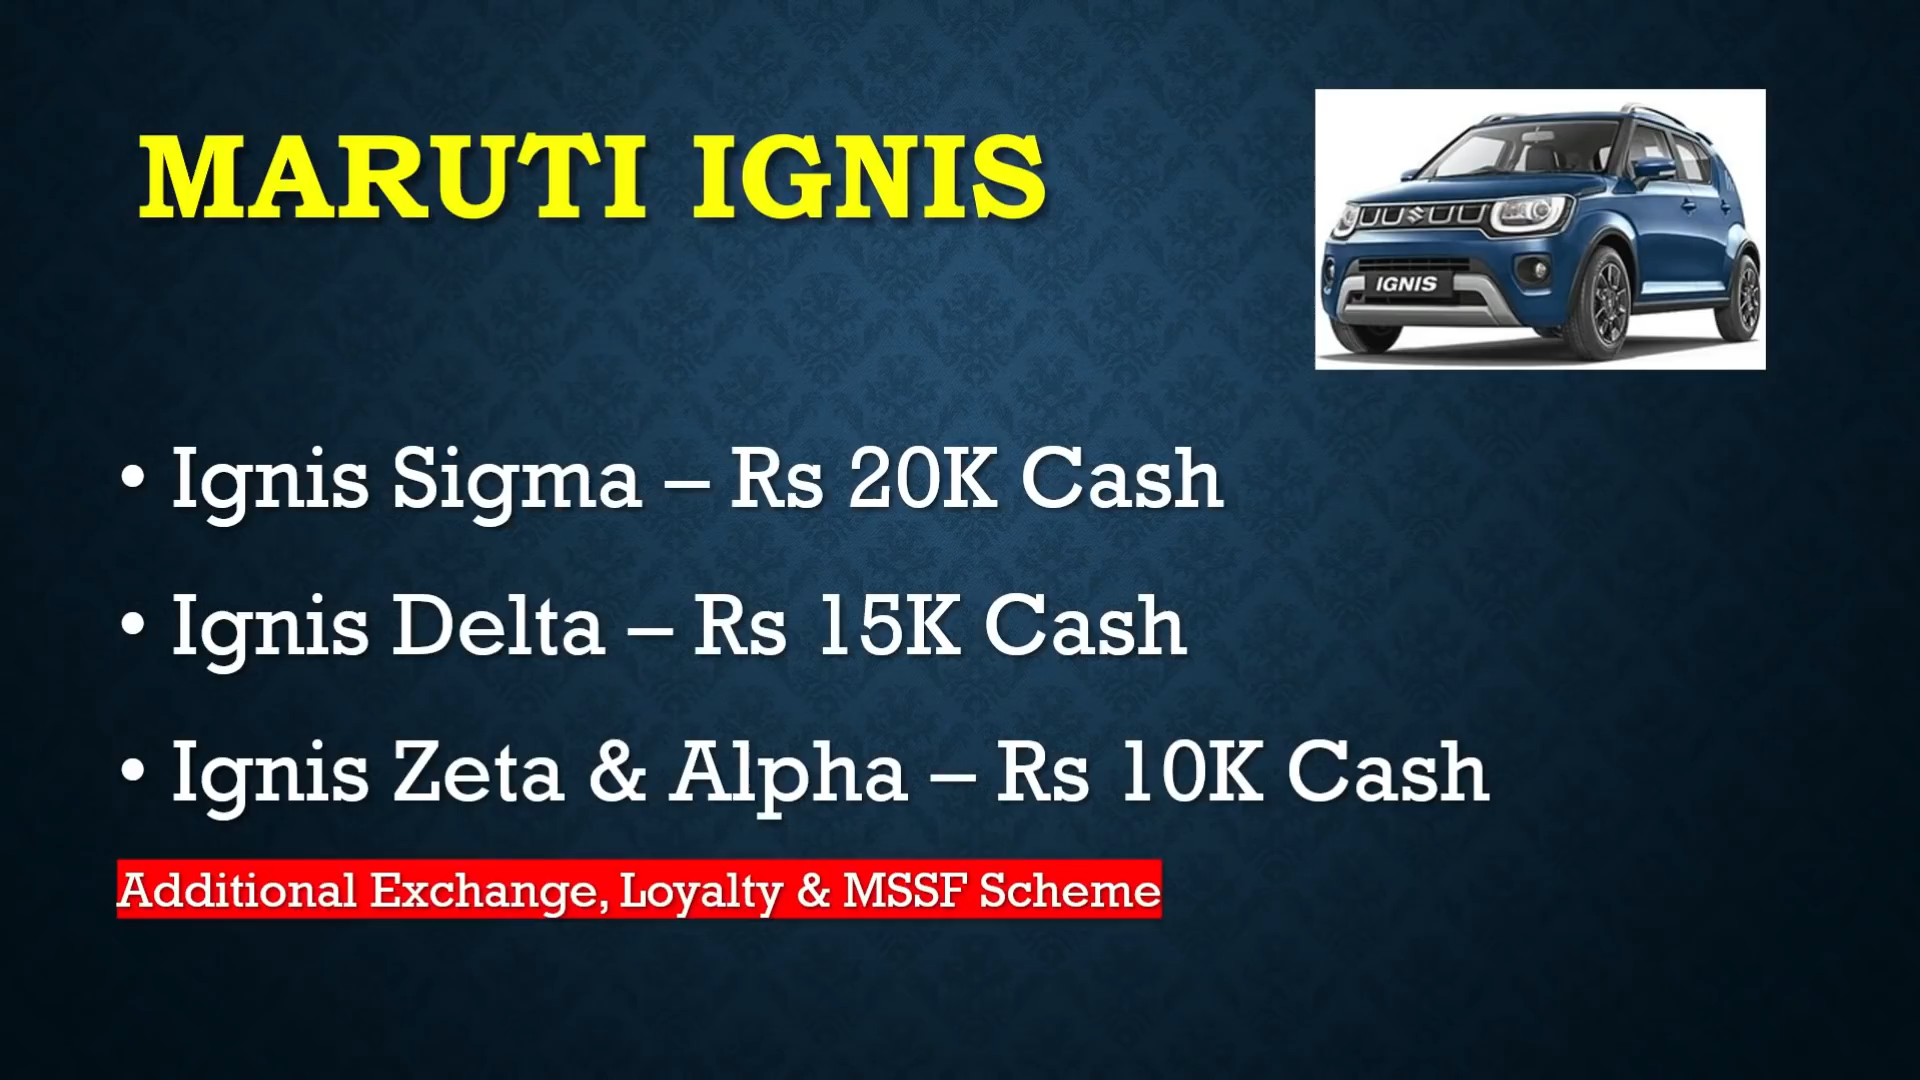 MARUTI IGNIS
IGNIS
• Ignis Sigma – Rs 20K Cash
• Ignis Delta – Rs 15K Cash
• Ignis Zeta & Alpha – Rs 10K Cash
Additional Exchange, Loyalty & MSSF Scheme